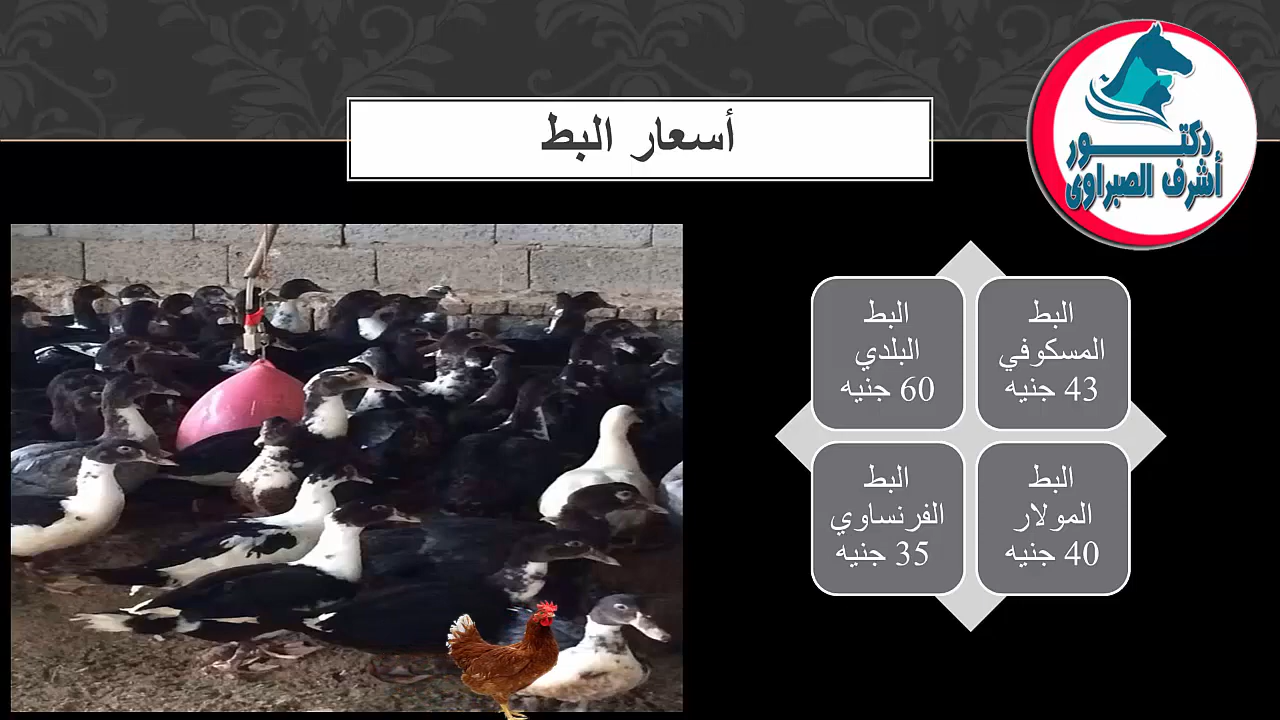 أسعار البط
دكتور
أشرف الصبراوى
البط
المسكوفي
43 جنيه
البط
البلدي
60 جنيه
البط
المولار
40 جنيه
البط
الفرنساوي
35 جنيه